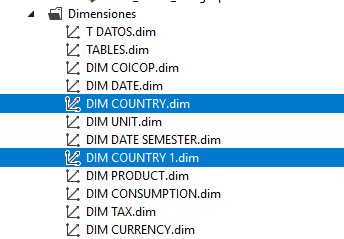 Dimensiones
T DATOS.dim
TABLES.dim
DIM COICOP.dim
DIM DATE.dim
DIM COUNTRY.dim
DIM UNIT.dim
DIM DATE SEMESTER.dim
DIM COUNTRY 1.dim
DIM PRODUCT.dim
DIM CONSUMPTION.dim
DIM TAX.dim
DIM CURRENCY.dim